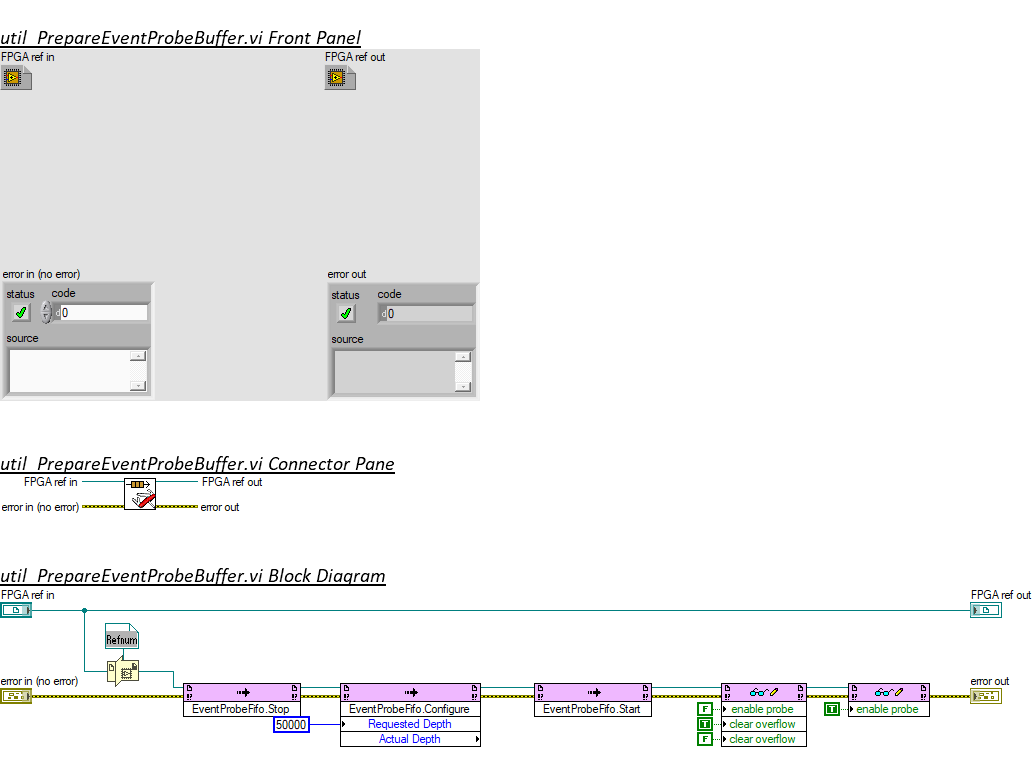 util_PrepareEventProbeBuffer.vi Front Panel
FPGA ref in
FPGA ref out
error in (no error)
error out
status code
status code
d 0
d 0
source
source
util_PrepareEventProbeBuffer.vi Connector Pane
FPGA ref in
FPGA ref out
error in (no error)
error out
util_PrepareEventProbeBuffer.vi Block Diagram
FPGA ref in
FPGA ref out
Refnum
error in (no error)
error out
EventProbeFifo.Stop
EventProbeFifo.Configure
EventProbeFifo.Start
F enable probe
T enable probe
50000 Requested Depth
T clear overflow
Actual Depth
F clear overflow